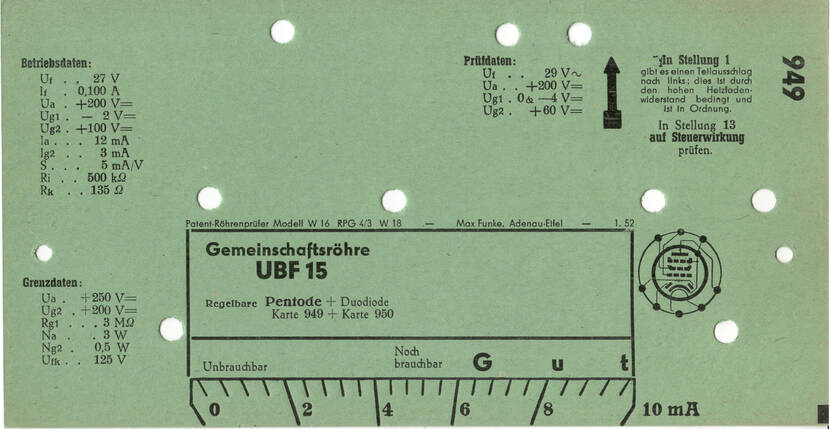 Betriebsdaten:
Uf . . 27 V
If . 0,100 A
Ua . +200 V=
Ug1 . — 2 V=
Ug2 . +100 V=
Ia . . . 12 mA
Ig2 . . 3 mA
S . . . 5 mA/V
Ri . . 500 kΩ
Rk . . 135 Ω
Prüfdaten:
Uf . . 29 V~
Ua . . +200 V=
Ug1 . 0 & —4 V=
Ug2 . +60 V=
In Stellung 1
gibt es einen Teilausschlag
nach links; dies ist durch
den hohen Heizfaden-
widerstand bedingt und
ist in Ordnung.
In Stellung 13
auf Steuerwirkung
prüfen.
949
Patent-Röhrenprüfer Modell W 16 RPG 4/3 W 18 — Max Funke, Adenau-Eifel — 1. 52
Gemeinschaftsröhre
UBF 15
Regelbare Pentode + Duodiode
Karte 949 + Karte 950
Grenzdaten:
Ua . +250 V=
Ug2 . +200 V=
Rg1 . . . 3 MΩ
Na . . 3 W
Ng2 . 0,5 W
Ufk . . 125 V
Unbrauchbar
Noch
brauchbar
Gut
0 2 4 6 8 10 mA